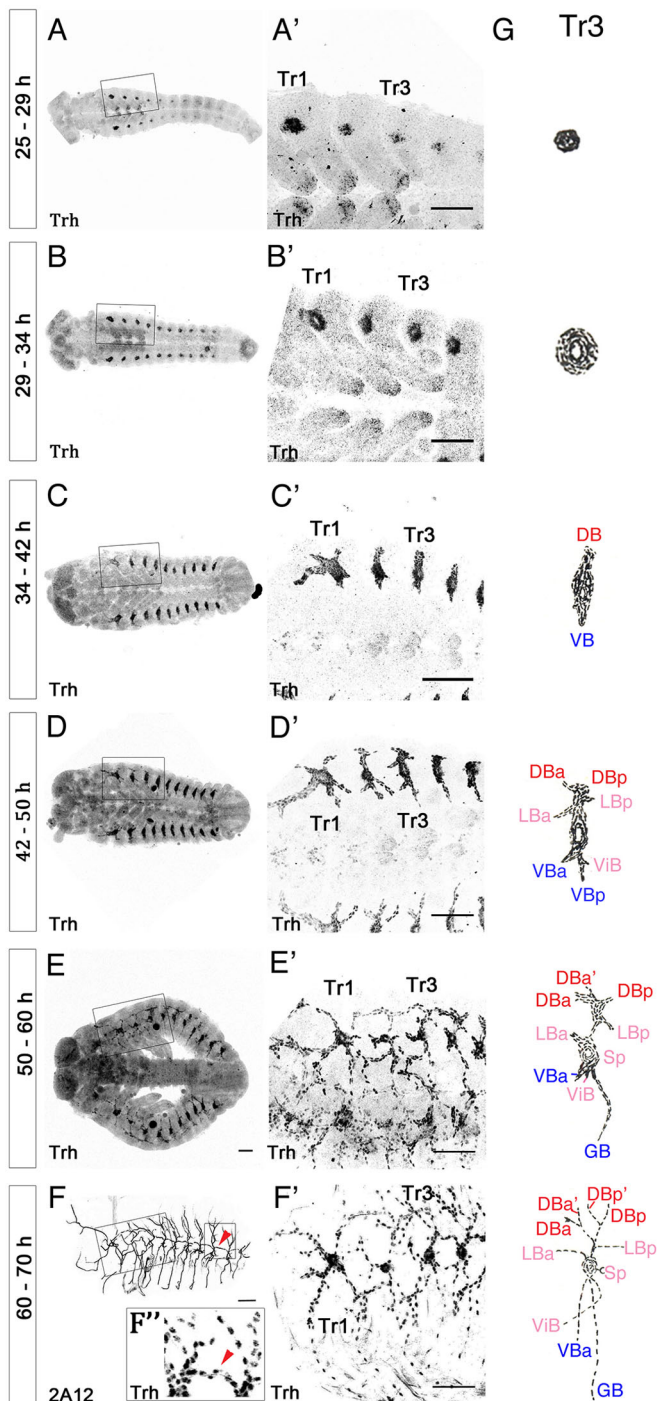 A
A'
G
Tr3
25 - 29 h
Tr1
Tr3
Trh
Trh
B
B'
29 - 34 h
Tr1
Tr3
Trh
Trh
C
C'
34 - 42 h
Tr1
Tr3
DB
VB
Trh
Trh
D
D'
42 - 50 h
Tr1
Tr3
DBa
DBp
LBp
LBa
VBa
ViB
VBp
Trh
Trh
E
E'
50 - 60 h
Tr1
Tr3
DBa'
DBa
DBp
LBa
LBp
Sp
VBa
ViB
GB
Trh
Trh
F
F'
60 - 70 h
Tr3
DBa'
DBp'
DBa
DBp
LBa
LBp
Sp
F''
Tr1
ViB
VBa
GB
2A12
Trh
Trh